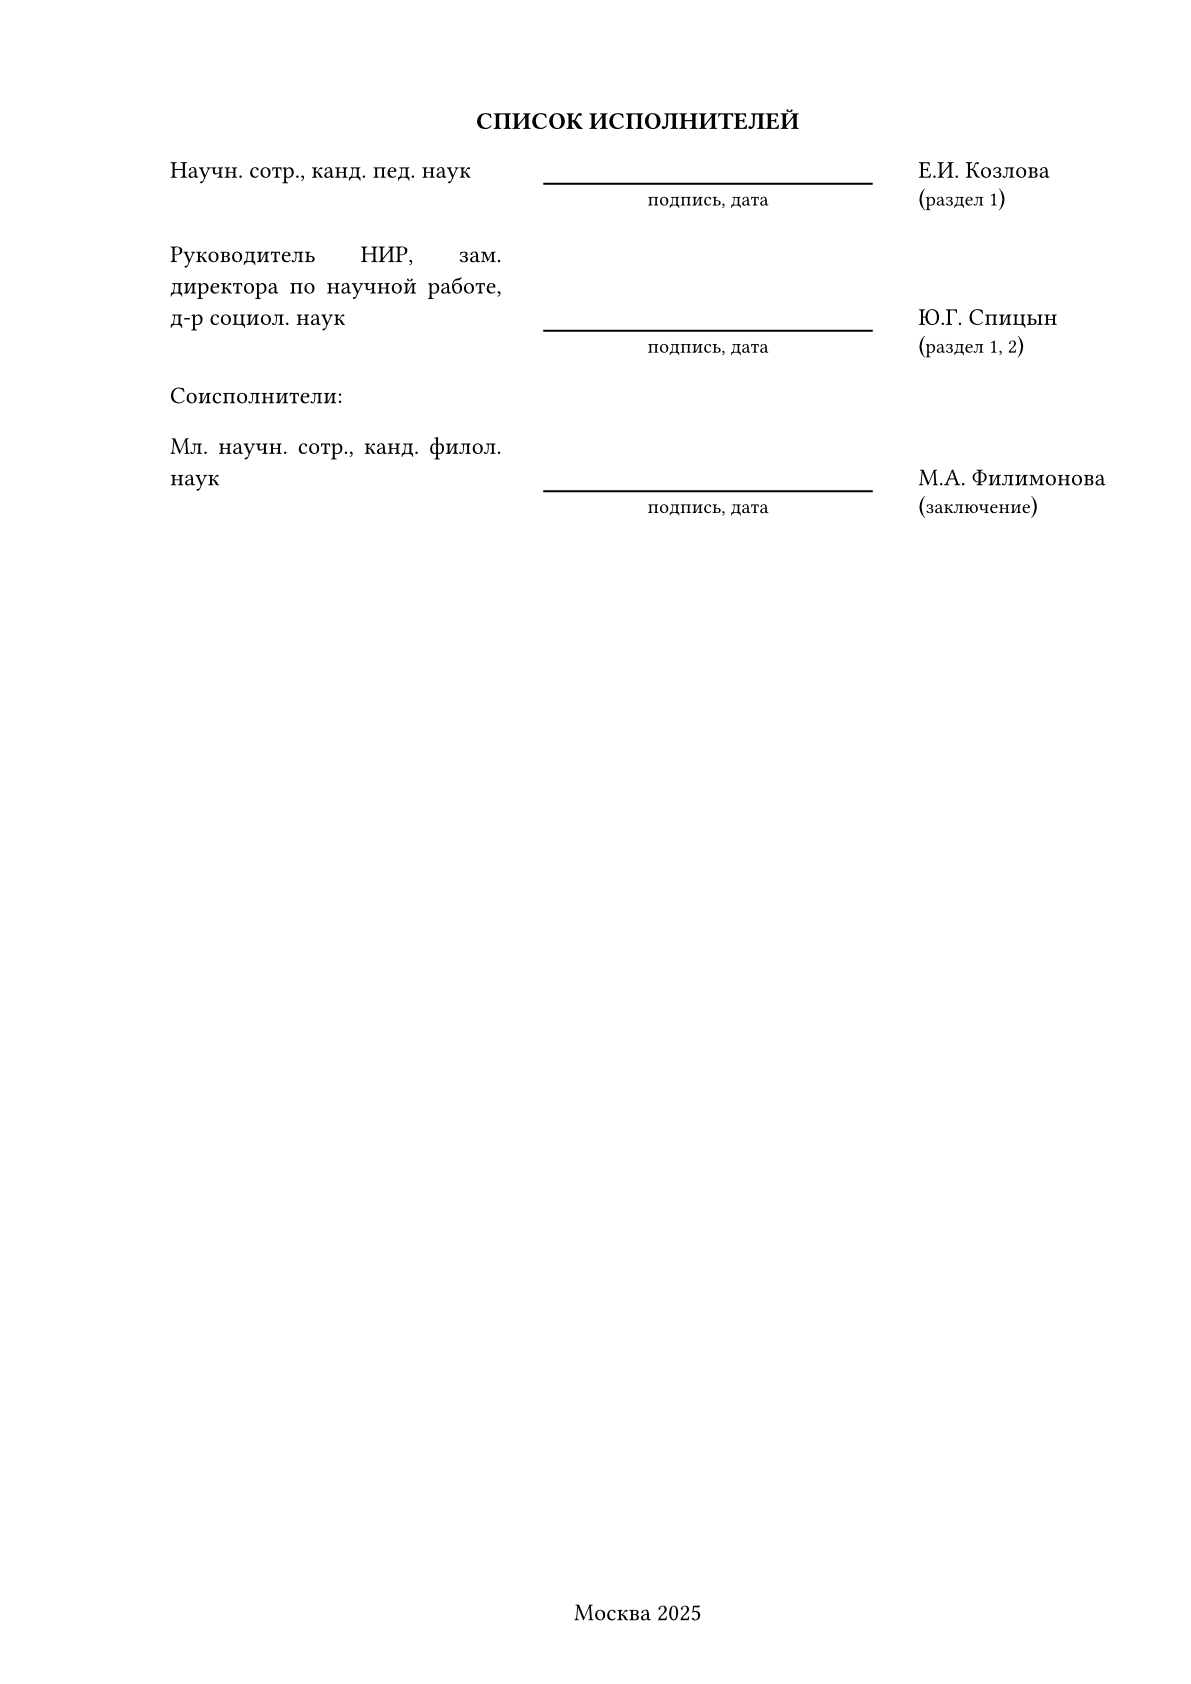 СПИСОК ИСПОЛНИТЕЛЕЙ
Научн. сотр., канд. пед. наук
Е.И. Козлова
подпись, дата
(раздел 1)
Руководитель НИР, зам.
директора по научной работе,
д-р социол. наук
Ю.Г. Спицын
подпись, дата
(раздел 1, 2)
Соисполнители:
Мл. научн. сотр., канд. филол.
наук
М.А. Филимонова
подпись, дата
(заключение)
Москва 2025